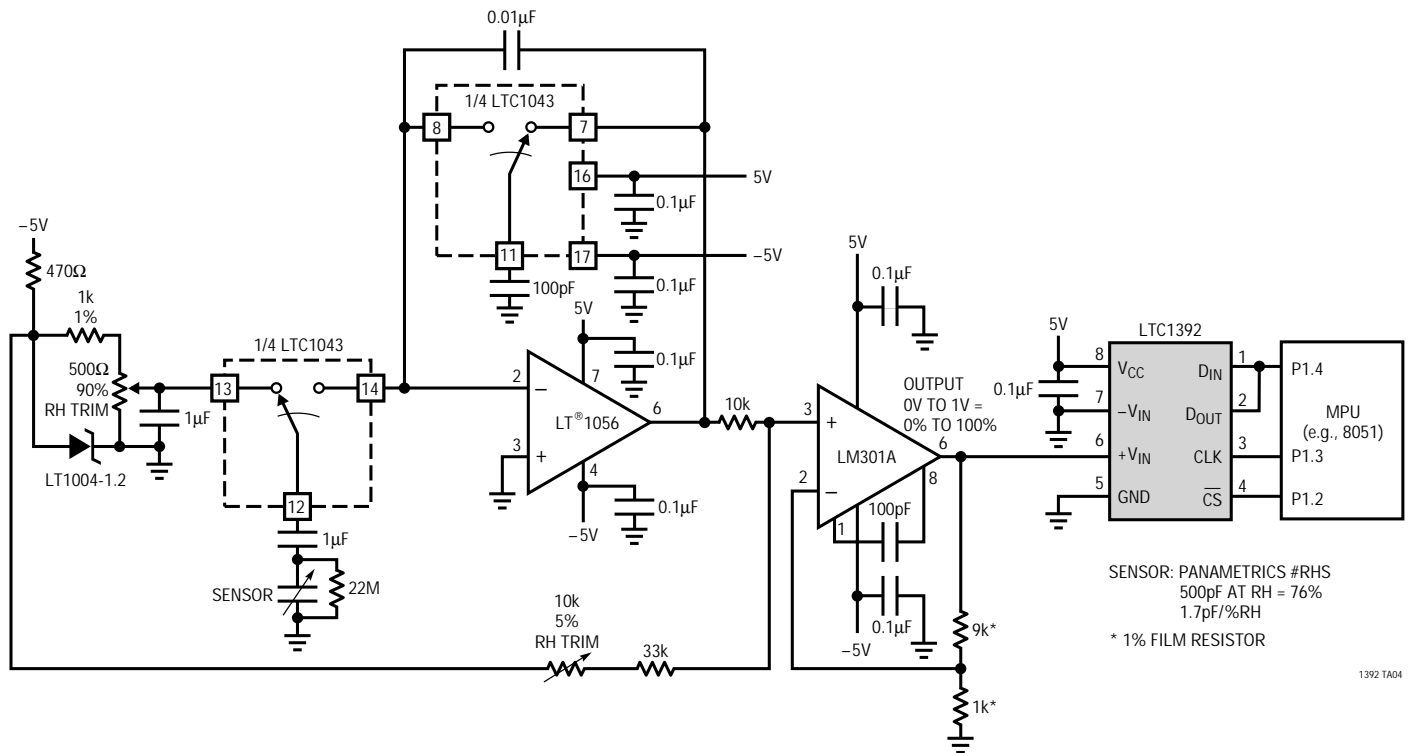 0.01µF
1/4 LTC1043
8
7
16
5V
0.1µF
11
17
–5V
100pF
0.1µF
–5V
470Ω
1k
1%
500Ω
90%
RH TRIM
1µF
LT1004-1.2
1/4 LTC1043
13
14
12
1µF
SENSOR
22M
5V
7
0.1µF
2
–
3
+
LT®1056
6
4
–5V
0.1µF
10k
10k
5%
RH TRIM
33k
5V
0.1µF
3
+
2
–
LM301A
OUTPUT
0V TO 1V =
0% TO 100%
6
8
1
100pF
0.1µF
–5V
9k*
1k*
5V
0.1µF
LTC1392
8
VCC
7
–VIN
6
+VIN
5
GND
DIN
1
DOUT
2
CLK
3
CS
4
P1.4
MPU
(e.g., 8051)
P1.3
P1.2
SENSOR: PANAMETRICS #RHS
500pF AT RH = 76%
1.7pF/%RH
* 1% FILM RESISTOR
1392 TA04